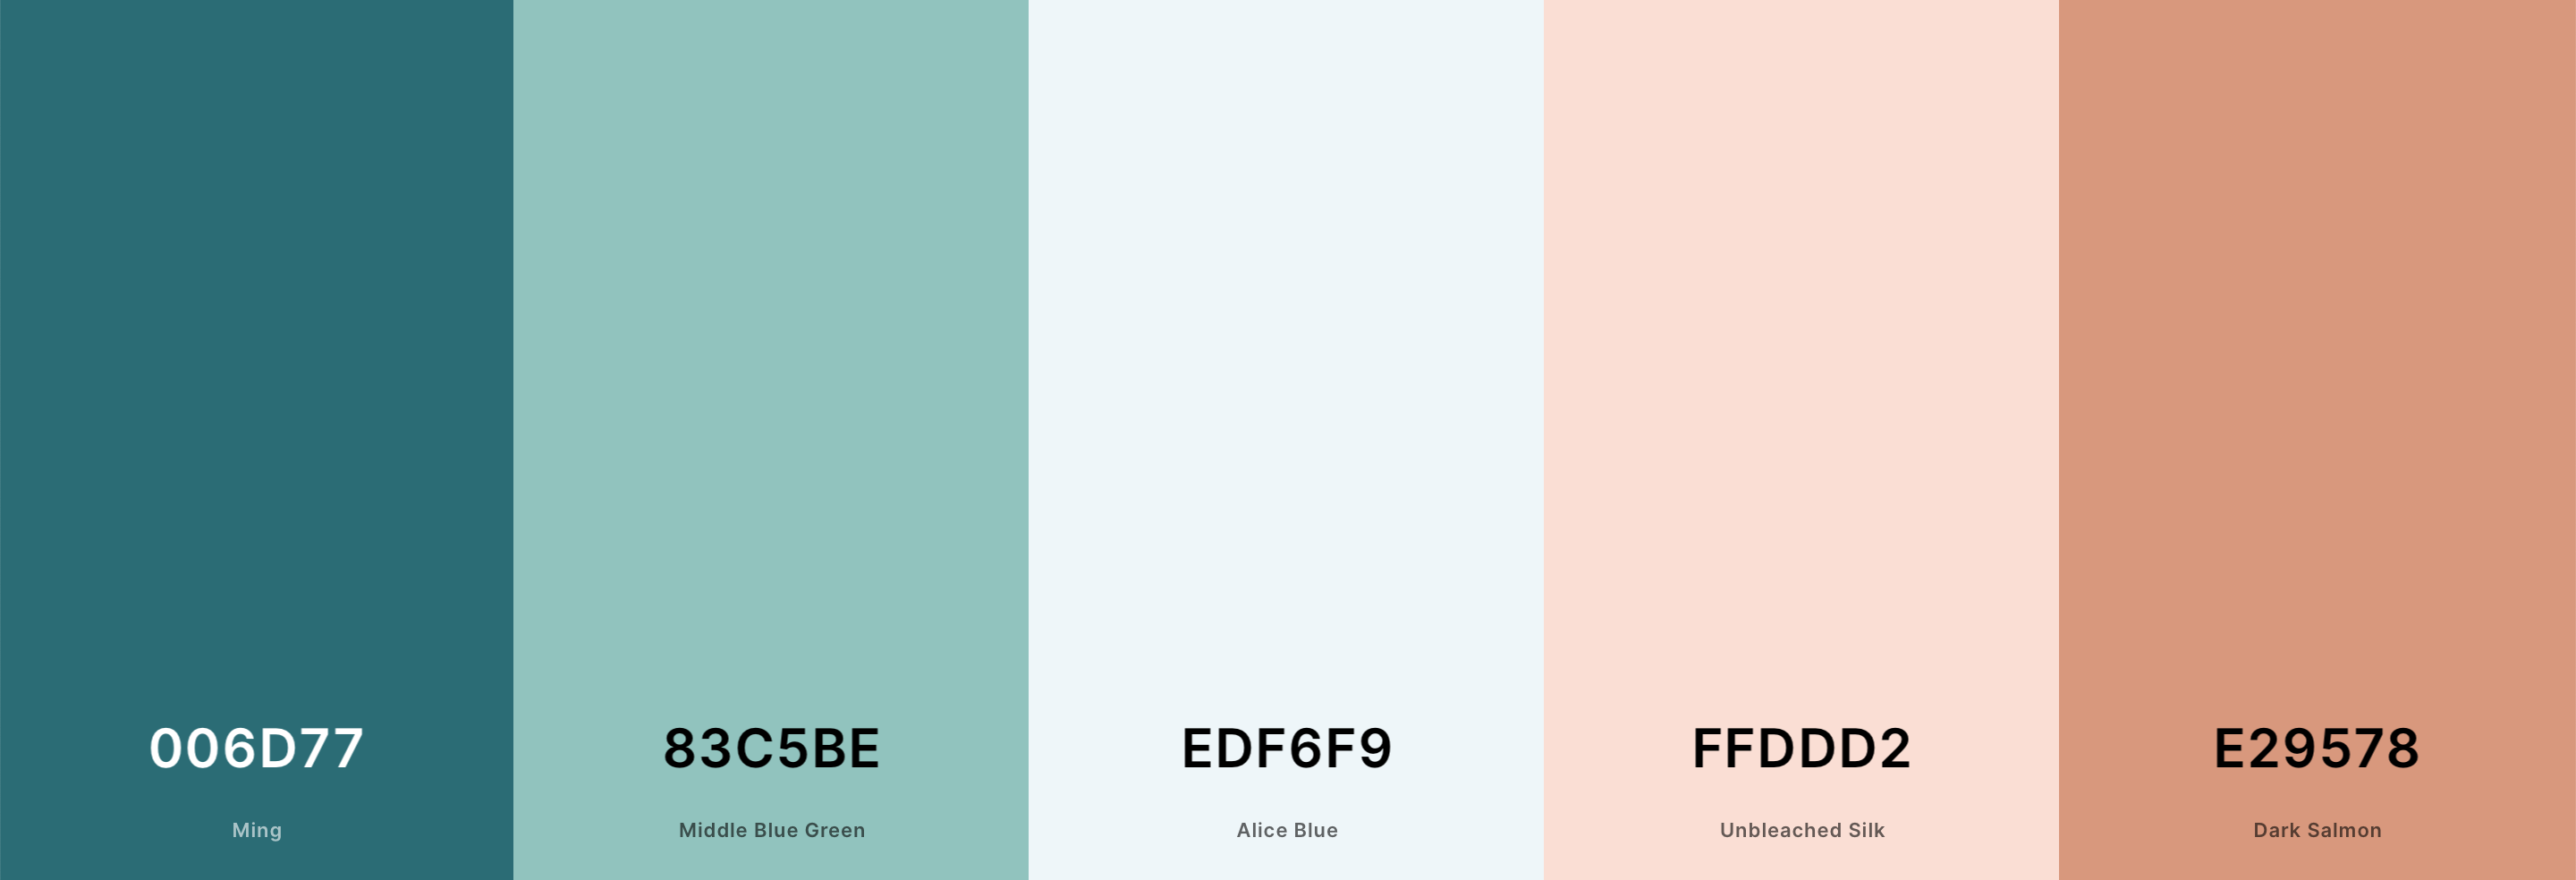 006D77
Ming
83C5BE
Middle Blue Green
EDF6F9
Alice Blue
FFDDD2
Unbleached Silk
E29578
Dark Salmon